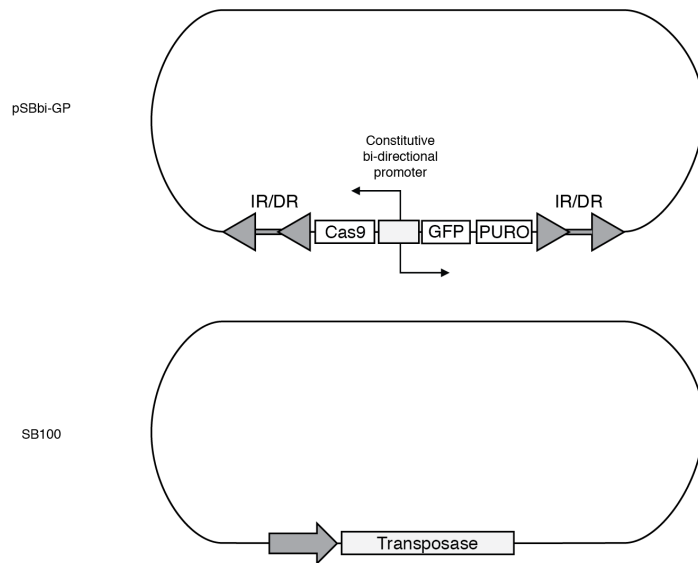 pSBbi-GP
Constitutive
bi-directional
promoter
IR/DR
IR/DR
Cas9
GFP
PURO
SB100
Transposase